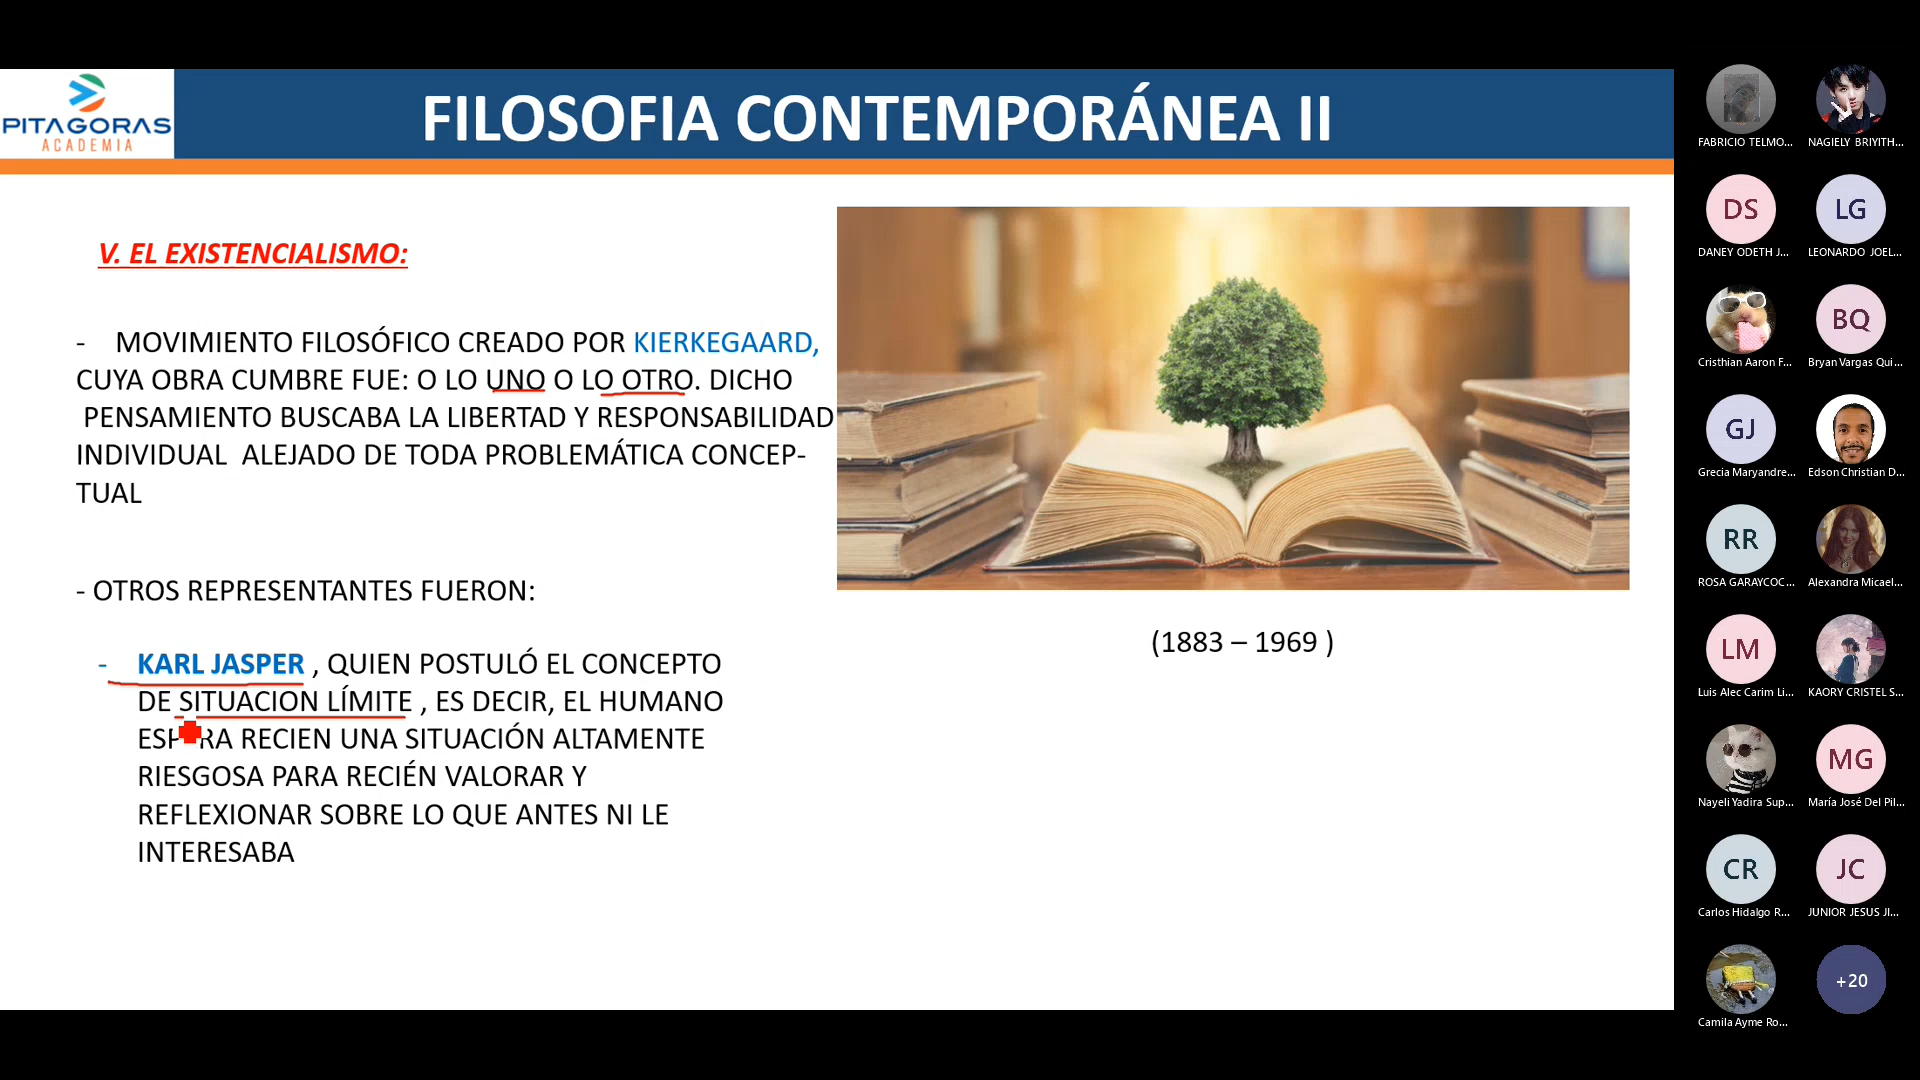 PITAGORAS
ACADEMIA
FILOSOFIA CONTEMPORÁNEA II
V. EL EXISTENCIALISMO:
- MOVIMIENTO FILOSÓFICO CREADO POR KIERKEGAARD,
CUYA OBRA CUMBRE FUE: O LO UNO O LO OTRO. DICHO
PENSAMIENTO BUSCABA LA LIBERTAD Y RESPONSABILIDAD
INDIVIDUAL ALEJADO DE TODA PROBLEMÁTICA CONCEP-
TUAL
- OTROS REPRESENTANTES FUERON:
- KARL JASPER , QUIEN POSTULÓ EL CONCEPTO
DE SITUACION LÍMITE , ES DECIR, EL HUMANO
RECIEN UNA SITUACIÓN ALTAMENTE
RIESGOSA PARA RECIÉN VALORAR Y
REFLEXIONAR SOBRE LO QUE ANTES NI LE
INTERESABA
(1883 – 1969 )
FABRICIO TELMO...
NAGIELY BRIYITH...
DS
LG
DANEY ODETH J...
LEONARDO JOEL...
BQ
Cristhian Aaron F...
Bryan Vargas Qui...
GJ
Grecia Maryandre...
Edson Christian D...
RR
ROSA GARAYCOC...
Alexandra Micael...
LM
Luis Alec Carim Li...
KAORY CRISTEL S...
MG
Nayeli Yadira Sup...
María José Del Pil...
CR
JC
Carlos Hidalgo R...
JUNIOR JESUS JI...
+20
Camila Ayme Ro...